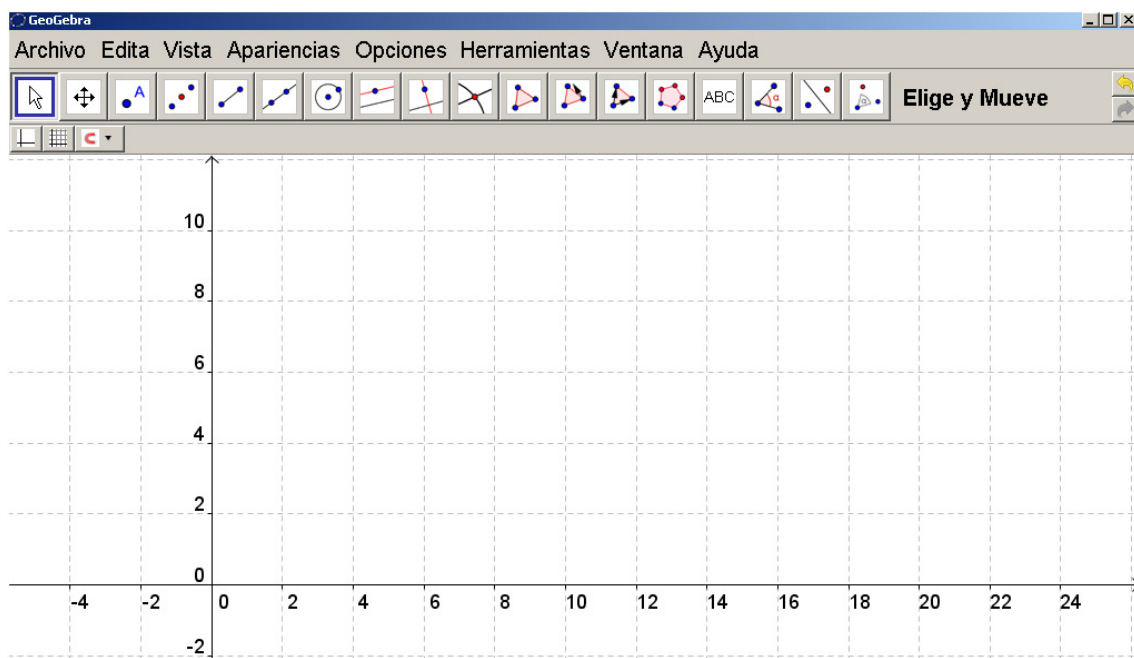 GeoGebra
Archivo Edita Vista Apariencias Opciones Herramientas Ventana Ayuda
A ABC α α Elige y Mueve
10
8
6
4
2
0
-4 -2 0 2 4 6 8 10 12 14 16 18 20 22 24
-2